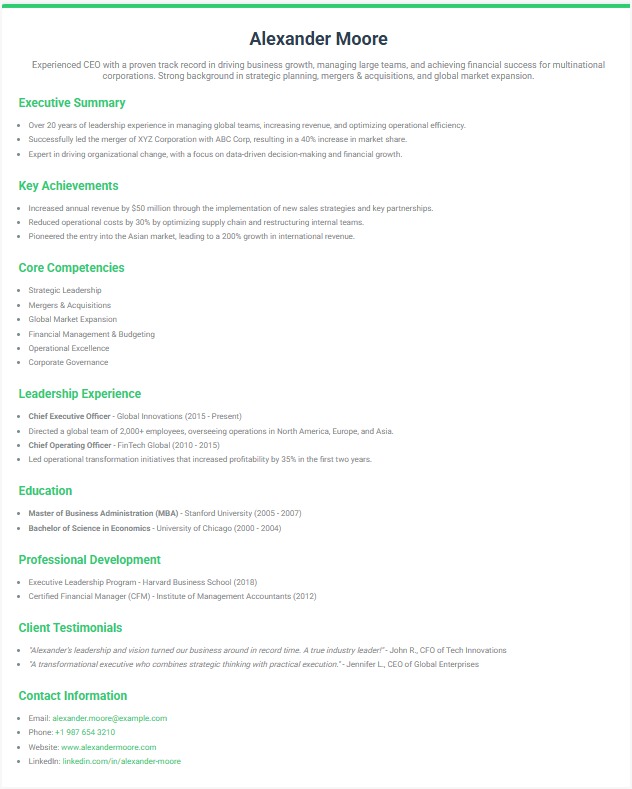 Alexander Moore
Experienced CEO with a proven track record in driving business growth, managing large teams, and achieving financial success for multinational
corporations. Strong background in strategic planning, mergers & acquisitions, and global market expansion.
Executive Summary
• Over 20 years of leadership experience in managing global teams, increasing revenue, and optimizing operational efficiency.
• Successfully led the merger of XYZ Corporation with ABC Corp, resulting in a 40% increase in market share.
• Expert in driving organizational change, with a focus on data-driven decision-making and financial growth.
Key Achievements
• Increased annual revenue by $50 million through the implementation of new sales strategies and key partnerships.
• Reduced operational costs by 30% by optimizing supply chain and restructuring internal teams.
• Pioneered the entry into the Asian market, leading to a 200% growth in international revenue.
Core Competencies
• Strategic Leadership
• Mergers & Acquisitions
• Global Market Expansion
• Financial Management & Budgeting
• Operational Excellence
• Corporate Governance
Leadership Experience
• Chief Executive Officer - Global Innovations (2015 - Present)
• Directed a global team of 2,000+ employees, overseeing operations in North America, Europe, and Asia.
• Chief Operating Officer - FinTech Global (2010 - 2015)
• Led operational transformation initiatives that increased profitability by 35% in the first two years.
Education
• Master of Business Administration (MBA) - Stanford University (2005 - 2007)
• Bachelor of Science in Economics - University of Chicago (2000 - 2004)
Professional Development
• Executive Leadership Program - Harvard Business School (2018)
• Certified Financial Manager (CFM) - Institute of Management Accountants (2012)
Client Testimonials
• "Alexander's leadership and vision turned our business around in record time. A true industry leader!" - John R., CFO of Tech Innovations
• "A transformational executive who combines strategic thinking with practical execution." - Jennifer L., CEO of Global Enterprises
Contact Information
• Email: alexander.moore@example.com
• Phone: +1 987 654 3210
• Website: www.alexandermoore.com
• LinkedIn: linkedin.com/in/alexander-moore